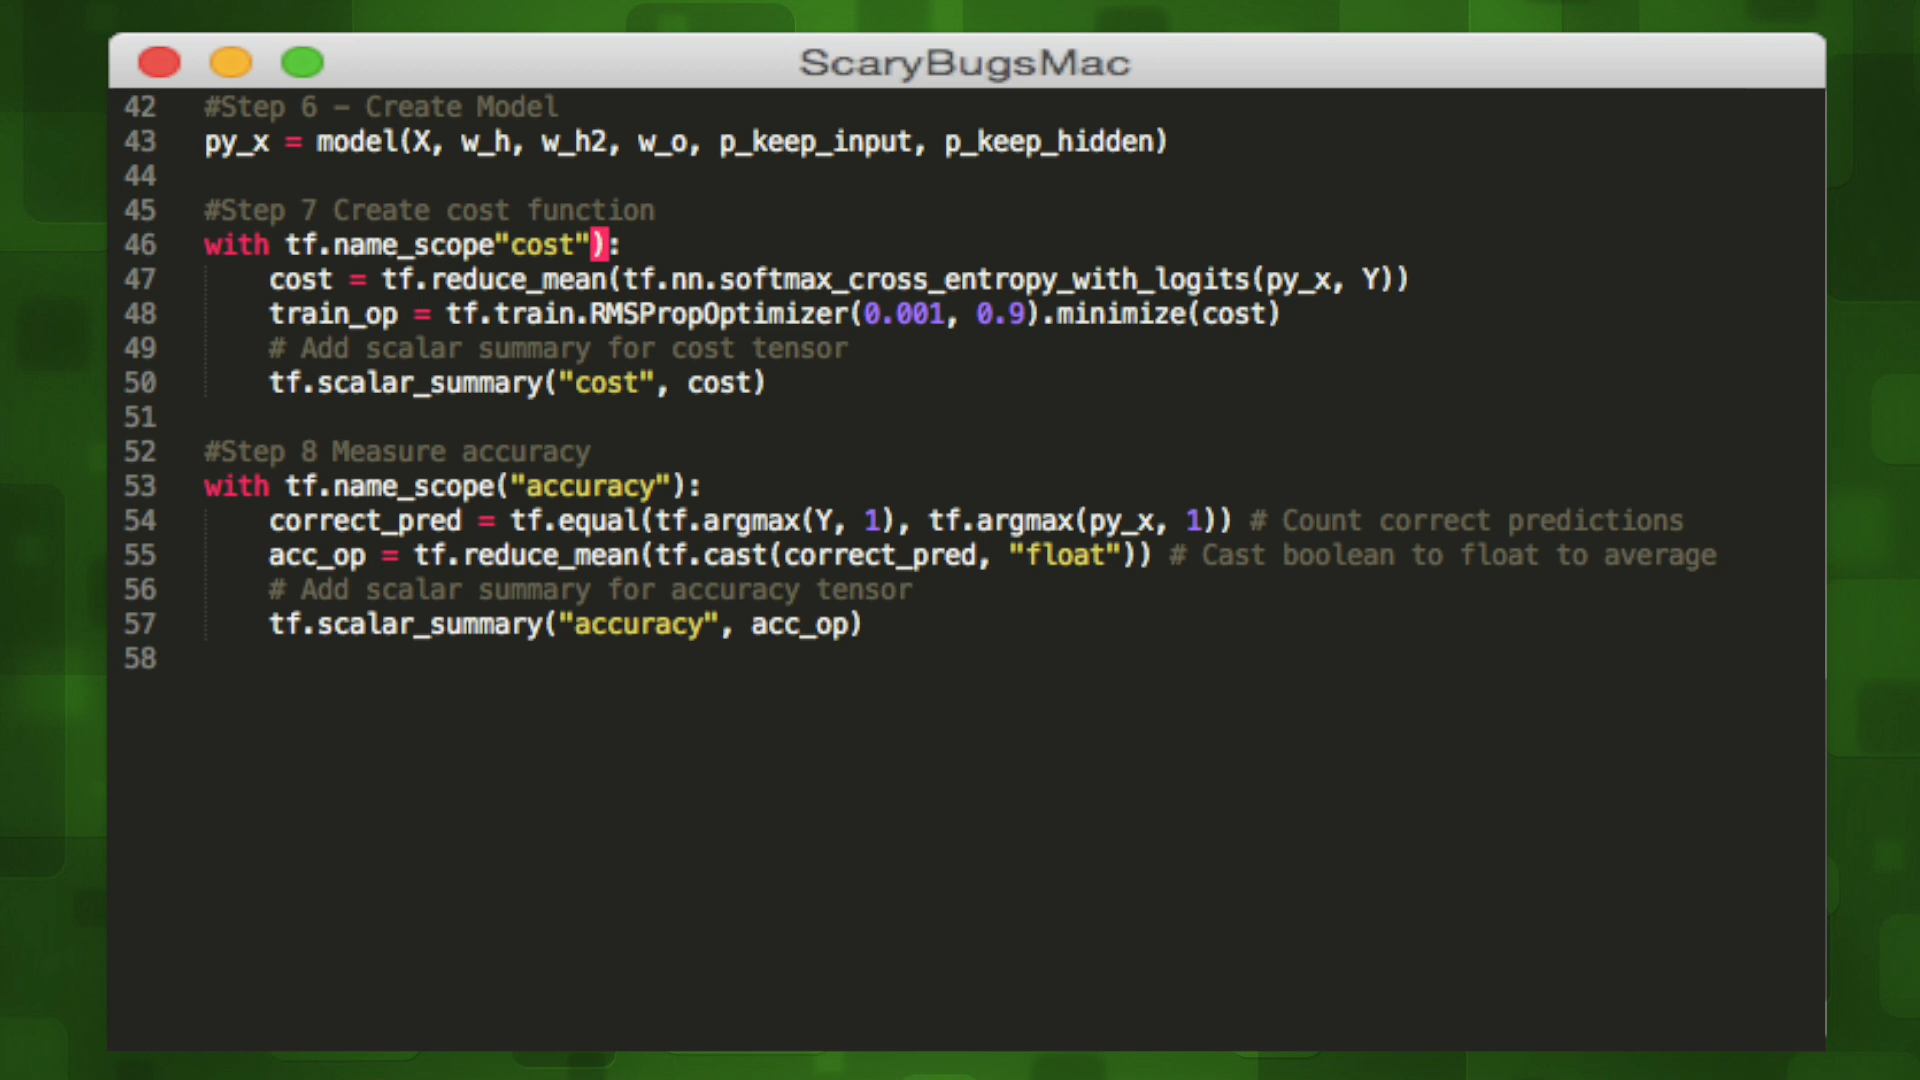 ScaryBugsMac
42 #Step 6 – Create Model
43 py_x = model(X, w_h, w_h2, w_o, p_keep_input, p_keep_hidden)
44
45 #Step 7 Create cost function
46 with tf.name_scope"cost"):
47 cost = tf.reduce_mean(tf.nn.softmax_cross_entropy_with_logits(py_x, Y))
48 train_op = tf.train.RMSPropOptimizer(0.001, 0.9).minimize(cost)
49 # Add scalar summary for cost tensor
50 tf.scalar_summary("cost", cost)
51
52 #Step 8 Measure accuracy
53 with tf.name_scope("accuracy"):
54 correct_pred = tf.equal(tf.argmax(Y, 1), tf.argmax(py_x, 1)) # Count correct predictions
55 acc_op = tf.reduce_mean(tf.cast(correct_pred, "float")) # Cast boolean to float to average
56 # Add scalar summary for accuracy tensor
57 tf.scalar_summary("accuracy", acc_op)
58